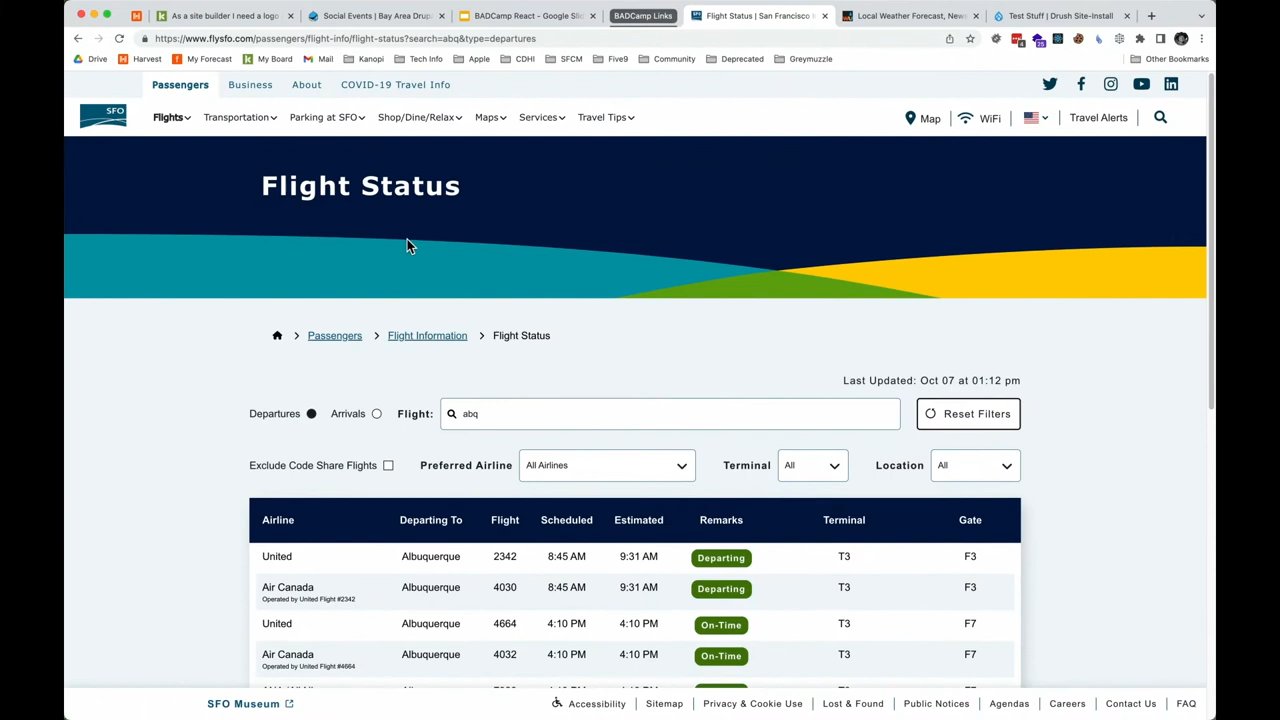 As a site builder I need a logo
Social Events | Bay Area Drup
BADCamp React - Google Slid
BADCamp Links
Flight Status | San Francisco
Local Weather Forecast, News
Test Stuff | Drush Site-Install
https://www.flysfo.com/passengers/flight-info/flight-status?search=abq&type=departures
Drive Harvest My Forecast My Board Mail Kanopi Tech Info Apple CDHI SFCM Five9 Community Deprecated Greymuzzle Other Bookmarks
Passengers Business About COVID-19 Travel Info
SFO Flights Transportation Parking at SFO Shop/Dine/Relax Maps Services Travel Tips Map WiFi Travel Alerts
Flight Status
Passengers Flight Information Flight Status
Last Updated: Oct 07 at 01:12 pm
Departures Arrivals Flight: abq Reset Filters
Exclude Code Share Flights Preferred Airline All Airlines Terminal All Location All
Airline Departing To Flight Scheduled Estimated Remarks Terminal Gate
United Albuquerque 2342 8:45 AM 9:31 AM Departing T3 F3
Air Canada Albuquerque 4030 8:45 AM 9:31 AM Departing T3 F3
Operated by United Flight #2342
United Albuquerque 4664 4:10 PM 4:10 PM On-Time T3 F7
Air Canada Albuquerque 4032 4:10 PM 4:10 PM On-Time T3 F7
Operated by United Flight #4664
SFO Museum Accessibility Sitemap Privacy & Cookie Use Lost & Found Public Notices Agendas Careers Contact Us FAQ